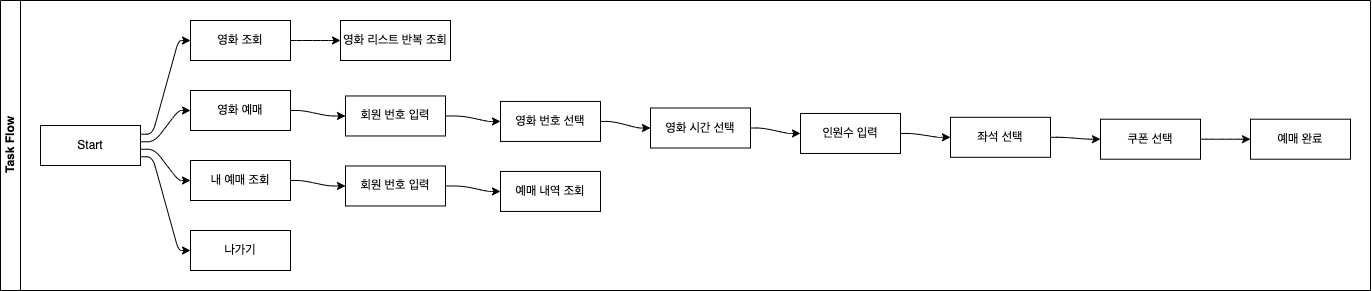 Task Flow
Start
영화 조회
영화 리스트 반복 조회
영화 예매
회원 번호 입력
영화 번호 선택
영화 시간 선택
인원수 입력
좌석 선택
쿠폰 선택
예매 완료
내 예매 조회
회원 번호 입력
예매 내역 조회
나가기